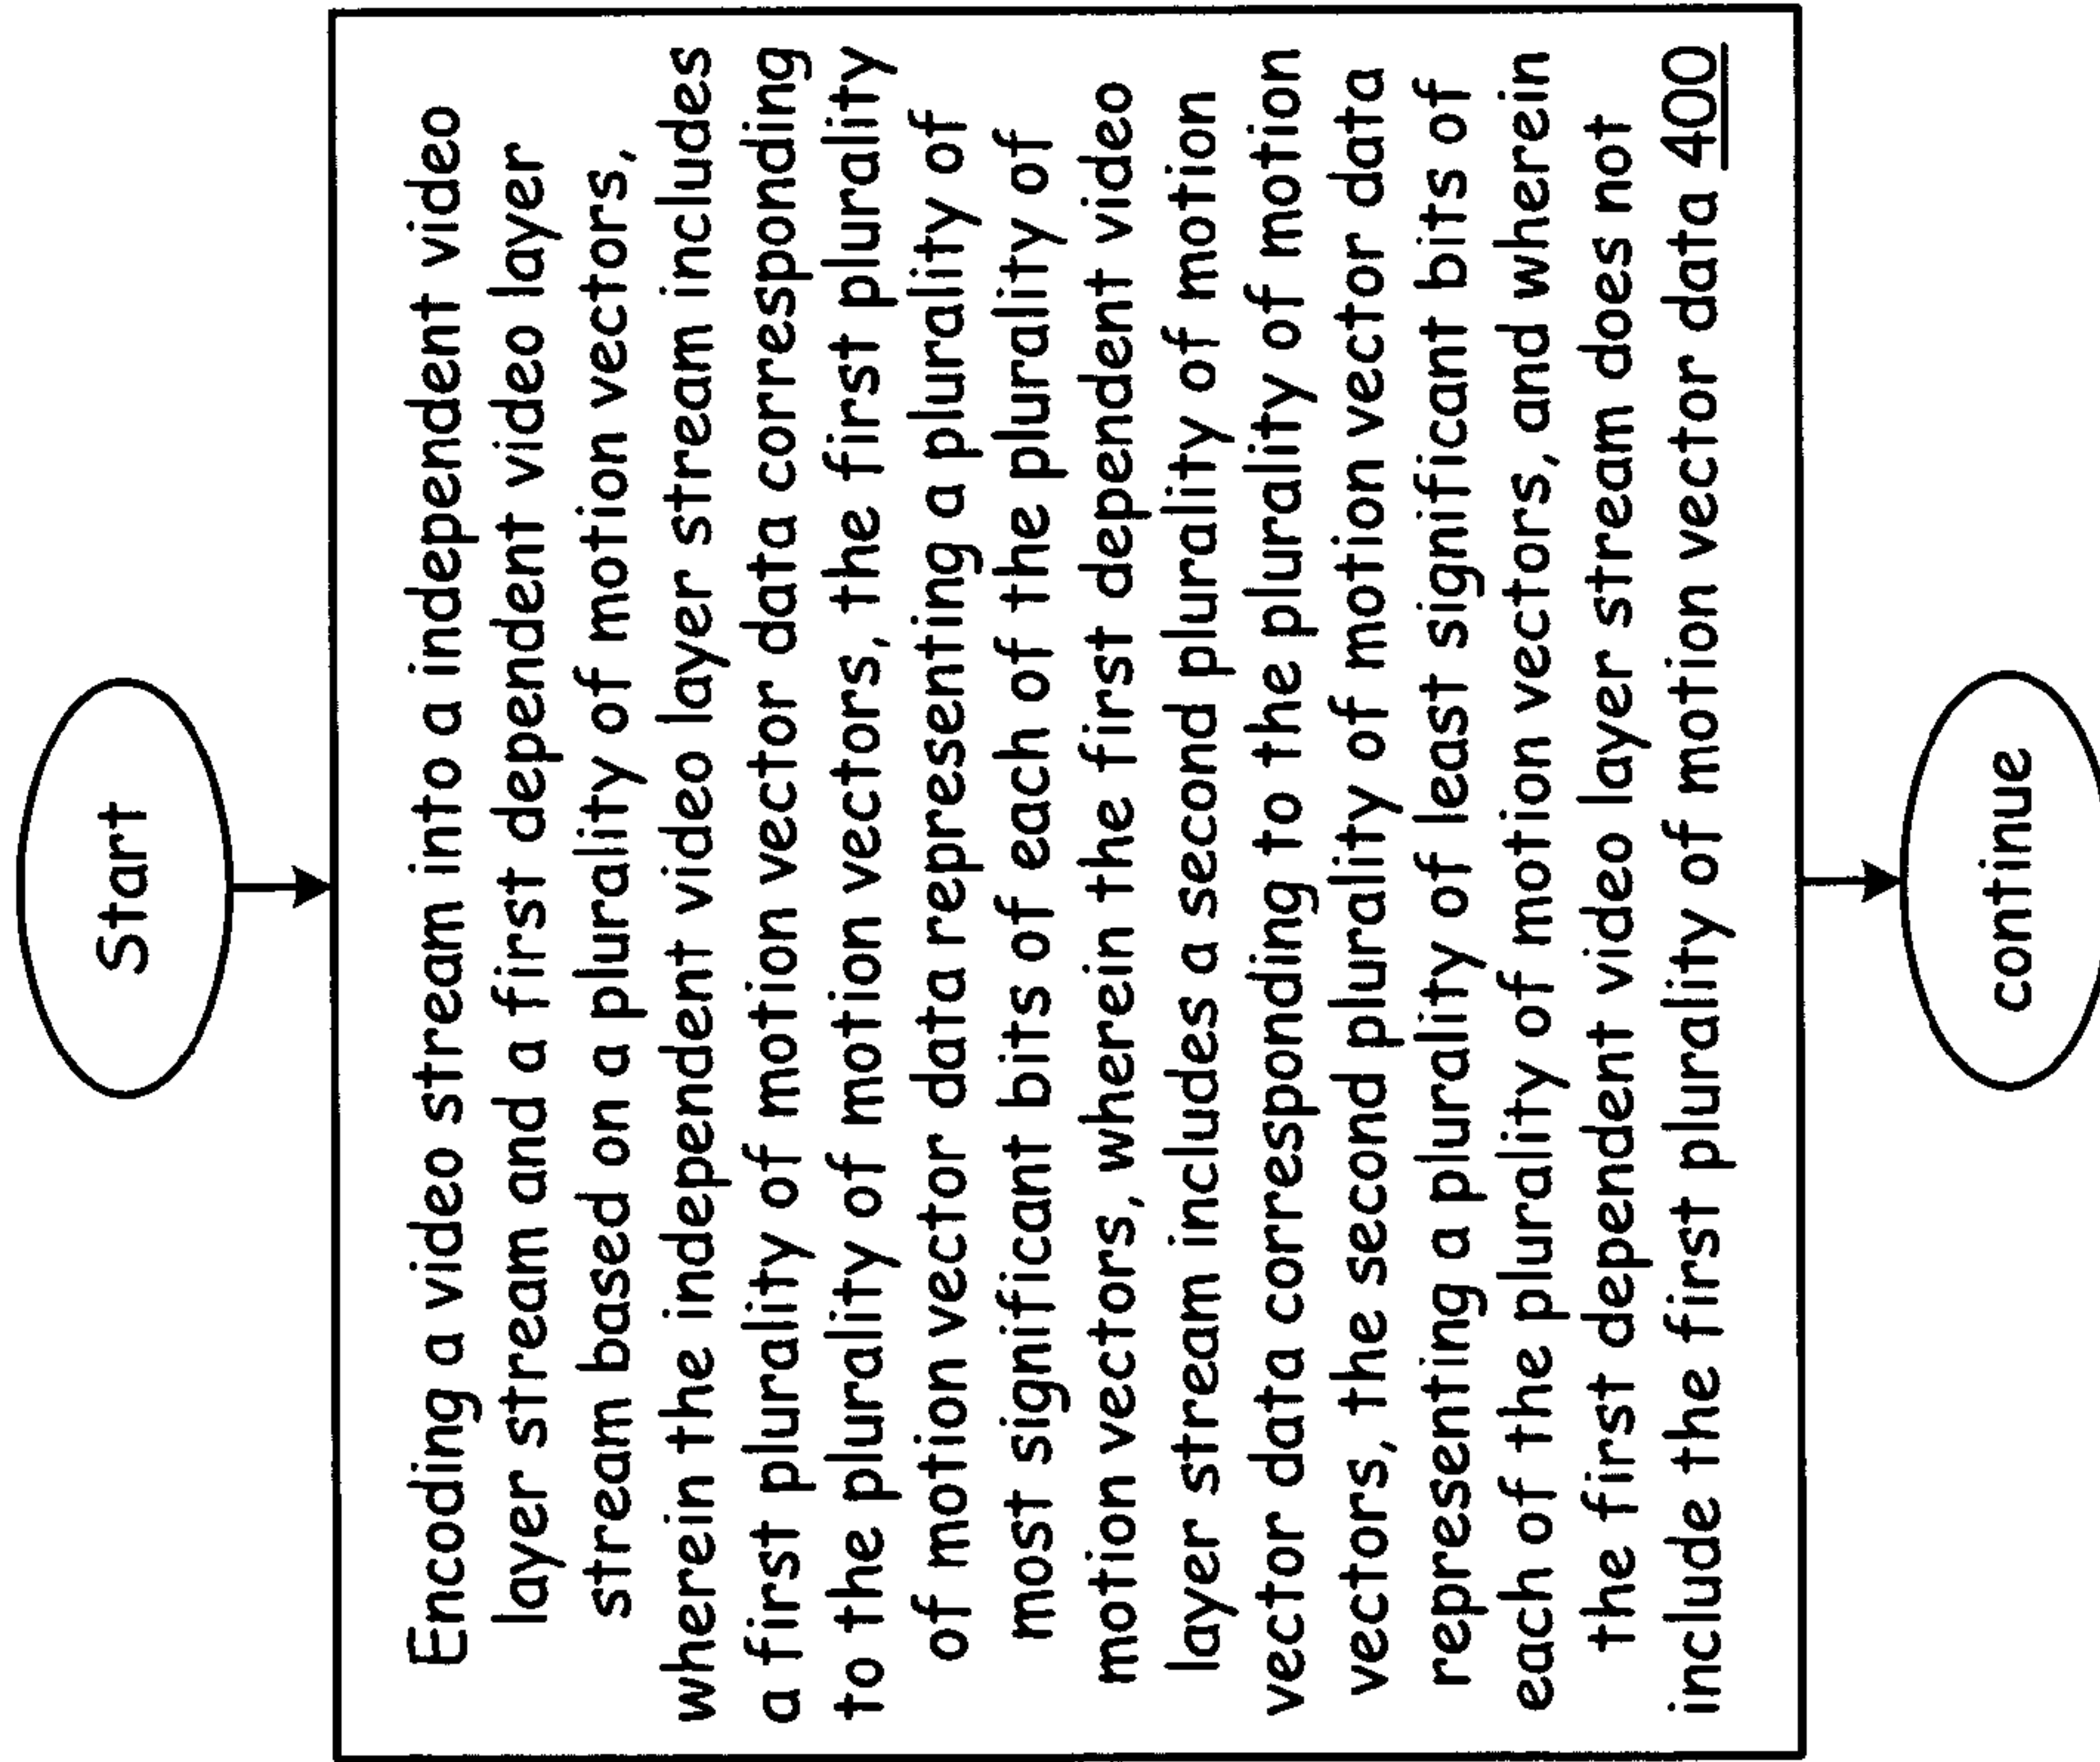 Start
Encoding a video stream into a independent video
layer stream and a first dependent video layer
stream based on a plurality of motion vectors,
wherein the independent video layer stream includes
a first plurality of motion vector data corresponding
to the plurality of motion vectors, the first plurality
of motion vector data representing a plurality of
most significant bits of each of the plurality of
motion vectors, wherein the first dependent video
layer stream includes a second plurality of motion
vector data corresponding to the plurality of motion
vectors, the second plurality of motion vector data
representing a plurality of least significant bits of
each of the plurality of motion vectors, and wherein
the first dependent video layer stream does not
include the first plurality of motion vector data 400
continue